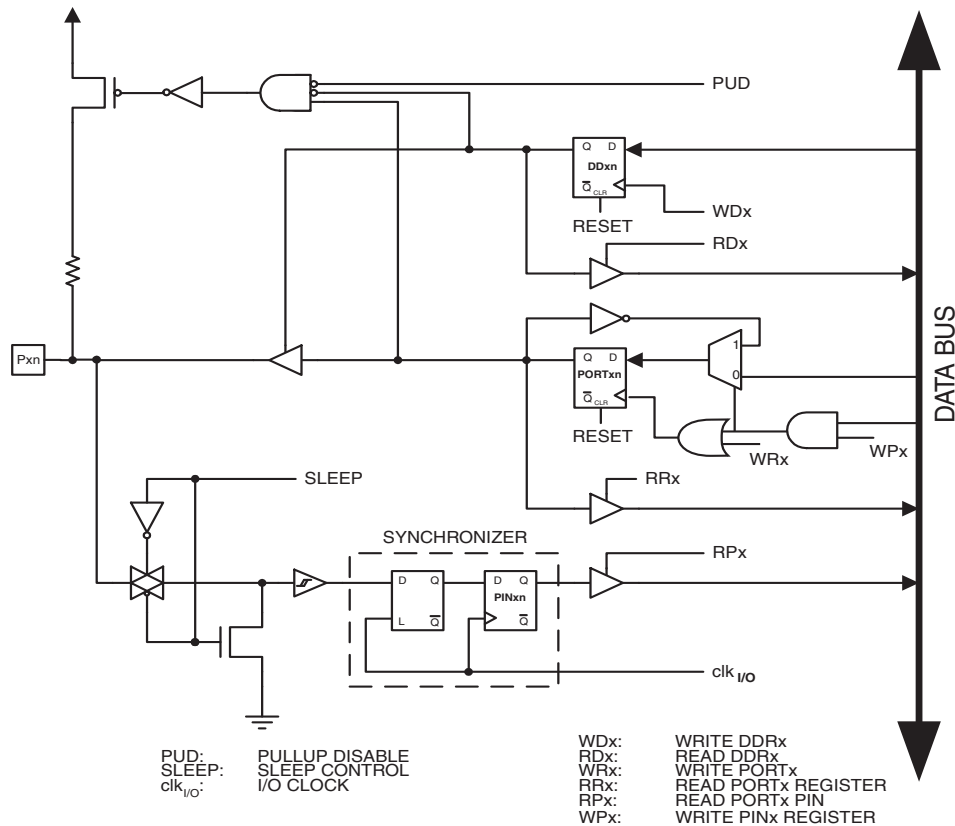 PUD
Q D
DDxn
Q CLR
WDx
RESET
RDx
DATA BUS
1
Pxn
Q D
PORTxn
0
Q CLR
RESET
WRx
WPx
SLEEP
RRx
SYNCHRONIZER
RPx
D Q
D Q
PINxn
L Q
Q
clk I/O
PUD: PULLUP DISABLE
SLEEP: SLEEP CONTROL
clk I/O: I/O CLOCK
WDx: WRITE DDRx
RDx: READ DDRx
WRx: WRITE PORTx
RRx: READ PORTx REGISTER
RPx: READ PORTx PIN
WPx: WRITE PINx REGISTER